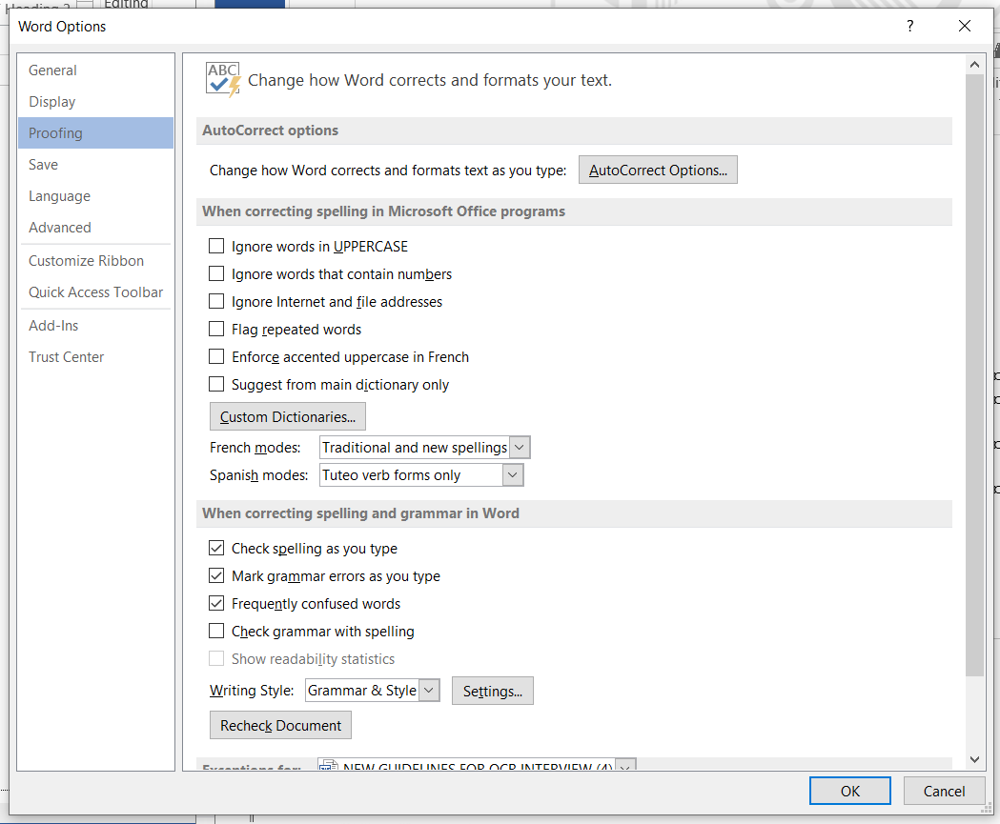 Heading 2
Editing
Word Options
?
General
Display
Proofing
Save
Language
Advanced
Customize Ribbon
Quick Access Toolbar
Add-Ins
Trust Center
ABC
Change how Word corrects and formats your text.
AutoCorrect options
Change how Word corrects and formats text as you type:
AutoCorrect Options...
When correcting spelling in Microsoft Office programs
Ignore words in UPPERCASE
Ignore words that contain numbers
Ignore Internet and file addresses
Flag repeated words
Enforce accented uppercase in French
Suggest from main dictionary only
Custom Dictionaries...
French modes: Traditional and new spellings
Spanish modes: Tuteo verb forms only
When correcting spelling and grammar in Word
Check spelling as you type
Mark grammar errors as you type
Frequently confused words
Check grammar with spelling
Show readability statistics
Writing Style: Grammar & Style Settings...
Recheck Document
Exceptions for: NEW GUIDELINES FOR OCR INTERVIEW (4)
OK Cancel